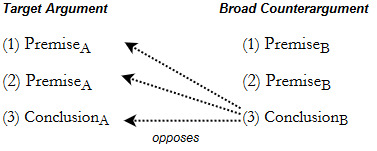 Target Argument Broad Counterargument
(1) PremiseA (1) PremiseB
(2) PremiseA (2) PremiseB
(3) ConclusionA (3) ConclusionB
opposes